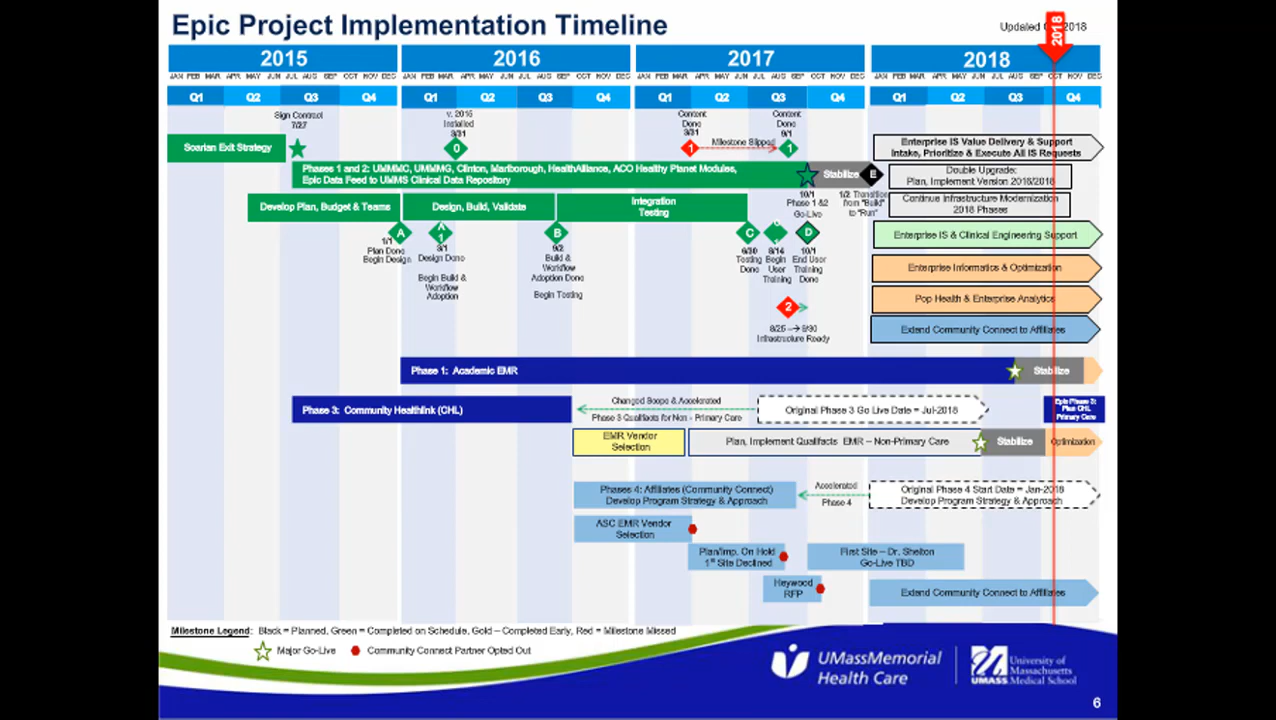 Epic Project Implementation Timeline
Updated
2018
2015 2016 2017 2018
JAN FEB MAR APR MAY JUN JUL AUG SEP OCT NOV DEC JAN FEB MAR APR MAY JUN JUL AUG SEP OCT NOV DEC JAN FEB MAR APR MAY JUN JUL AUG SEP OCT NOV DEC JAN FEB MAR APR MAY JUN JUL AUG SEP OCT NOV DEC
Q1 Q2 Q3 Q4 Q1 Q2 Q3 Q4 Q1 Q2 Q3 Q4 Q1 Q2 Q3 Q4
Sign Contract
7/27
v. 2015
Installed
3/31
0
Content
Done
3/31
1
Milestone Slipped
Content
Done
9/1
1
Soarian Exit Strategy
Enterprise IS Value Delivery & Support
Intake, Prioritize & Execute All IS Requests
Phases 1 and 2: UMMMC, UMMMG, Clinton, Marlborough, HealthAlliance, ACO Healthy Planet Modules,
Epic Data Feed to UMMS Clinical Data Repository
Stabilize
E
Double Upgrade:
Plan, Implement Version 2016/2018
10/1
Phase 1 &2
Go-Live
1/2 Transition
from "Build"
to "Run"
Develop Plan, Budget & Teams
Design, Build, Validate
Integration
Testing
Continue Infrastructure Modernization
2018 Phases
A
1/1
Plan Done
Begin Design
3/1
Design Done
Begin Build &
Workflow
Adoption
B
9/2
Build &
Workflow
Adoption Done
Begin Testing
C
6/30
Testing
Done
8/14
Begin
User
Training
D
10/1
End User
Training
Done
2
8/25 --> 9/30
Infrastructure Ready
Enterprise IS & Clinical Engineering Support
Enterprise Informatics & Optimization
Pop Health & Enterprise Analytics
Extend Community Connect to Affiliates
Phase 1: Academic EMR
Stabilize
Phase 3: Community Healthlink (CHL)
Changed Scope & Accelerated
Phase 3 Qualifacts for Non - Primary Care
Original Phase 3 Go Live Date = Jul-2018
Plan CHL
Primary Care
EMR Vendor
Selection
Plan, Implement Qualifacts EMR – Non-Primary Care
Stabilize
Optimization
Phases 4: Affiliates (Community Connect)
Develop Program Strategy & Approach
Accelerated
Phase 4
Original Phase 4 Start Date = Jan-2018
Develop Program Strategy & Approach
ASC EMR Vendor
Selection
Plan/Imp. On Hold
1st Site Declined
First Site – Dr. Shelton
Go-Live TBD
Heywood
RFP
Extend Community Connect to Affiliates
Milestone Legend: Black = Planned, Green = Completed on Schedule, Gold – Completed Early, Red = Milestone Missed
Major Go-Live
Community Connect Partner Opted Out
UMassMemorial
Health Care
UMASS
University of
Massachusetts
Medical School
6